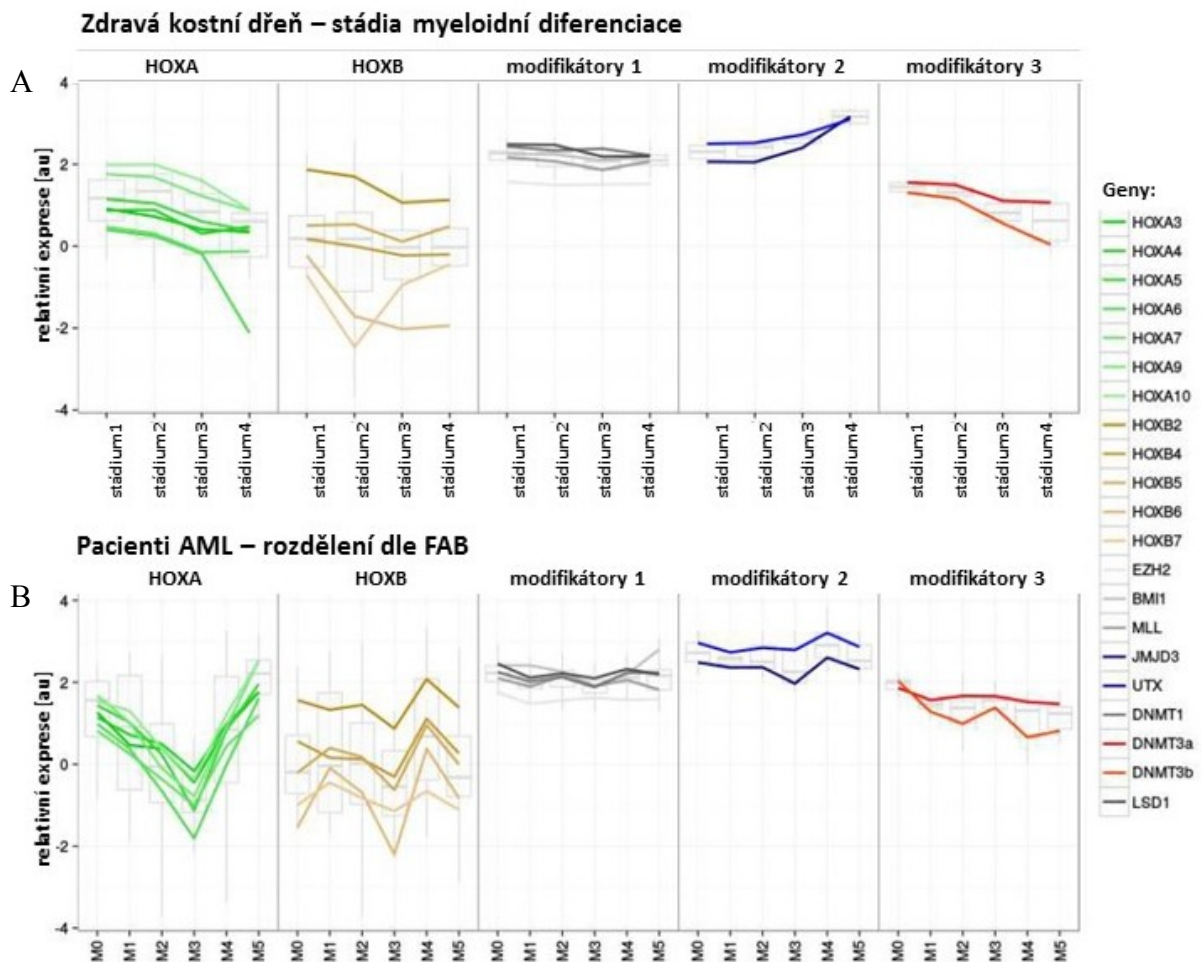 Zdravá kostní dřeň – stádia myeloidní diferenciace
A
HOXA HOXB modifikátory 1 modifikátory 2 modifikátory 3
relativní exprese [au]
4
2
0
-2
-4
stádium1 stádium2 stádium3 stádium4 stádium1 stádium2 stádium3 stádium4 stádium1 stádium2 stádium3 stádium4 stádium1 stádium2 stádium3 stádium4 stádium1 stádium2 stádium3 stádium4
Pacienti AML – rozdělení dle FAB
B
HOXA HOXB modifikátory 1 modifikátory 2 modifikátory 3
relativní exprese [au]
4
2
0
-2
-4
M0 M1 M2 M3 M4 M5 M0 M1 M2 M3 M4 M5 M0 M1 M2 M3 M4 M5 M0 M1 M2 M3 M4 M5 M0 M1 M2 M3 M4 M5
Geny:
HOXA3
HOXA4
HOXA5
HOXA6
HOXA7
HOXA9
HOXA10
HOXB2
HOXB4
HOXB5
HOXB6
HOXB7
EZH2
BMI1
MLL
JMJD3
UTX
DNMT1
DNMT3a
DNMT3b
LSD1